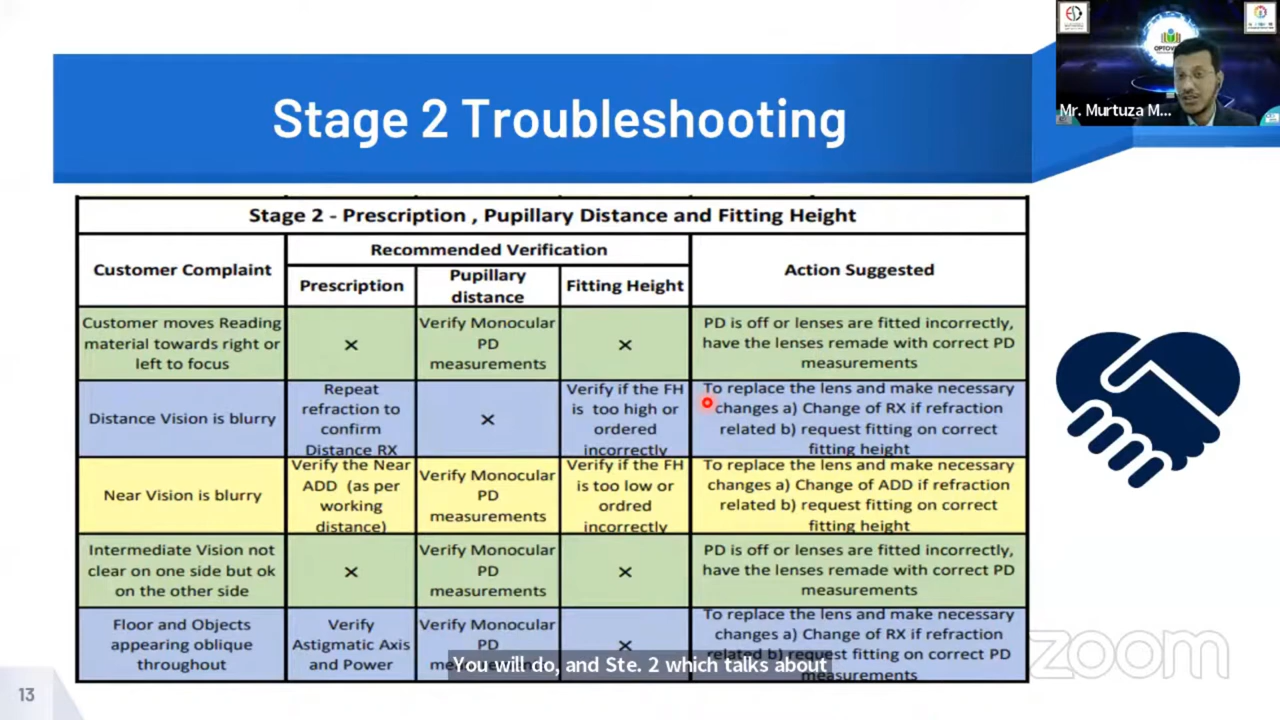 Stage 2 Troubleshooting
Mr. Murtuza M...
Stage 2 - Prescription , Pupillary Distance and Fitting Height
Customer Complaint
Recommended Verification
Action Suggested
Prescription
Pupillary
distance
Fitting Height
Customer moves Reading
material towards right or
left to focus
×
Verify Monocular
PD
measurements
×
PD is off or lenses are fitted incorrectly,
have the lenses remade with correct PD
measurements
Distance Vision is blurry
Repeat
refraction to
confirm
Distance RX
×
Verify if the FH
is too high or
ordered
incorrectly
To replace the lens and make necessary
changes a) Change of RX if refraction
related b) request fitting on correct
fitting height
Near Vision is blurry
Verify the Near
ADD (as per
working
distance)
Verify Monocular
PD
measurements
Verify if the FH
is too low or
ordred
incorrectly
To replace the lens and make necessary
changes a) Change of ADD if refraction
related b) request fitting on correct
fitting height
Intermediate Vision not
clear on one side but ok
on the other side
×
Verify Monocular
PD
measurements
×
PD is off or lenses are fitted incorrectly,
have the lenses remade with correct PD
measurements
Floor and Objects
appearing oblique
throughout
Verify
Astigmatic Axis
and Power
Verify Monocular
PD
×
To replace the lens and make necessary
changes a) Change of RX if refraction
related b) request fitting on correct PD
measurements
You will do, and Ste. 2 which talks about
zoom
13